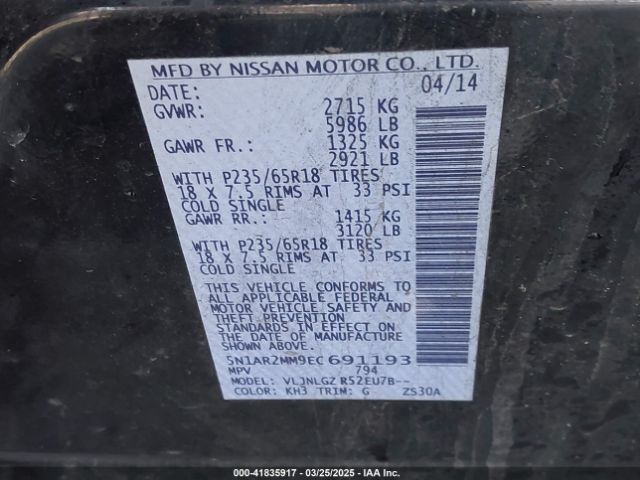 MFD BY NISSAN MOTOR CO., LTD.
DATE: 04/14
GVWR: 2715 KG
5986 LB
GAWR FR.: 1325 KG
2921 LB
WITH P235/65R18 TIRES
18 X 7.5 RIMS AT 33 PSI
COLD SINGLE
GAWR RR.: 1415 KG
3120 LB
WITH P235/65R18 TIRES
18 X 7.5 RIMS AT 33 PSI
COLD SINGLE
THIS VEHICLE CONFORMS TO
ALL APPLICABLE FEDERAL
MOTOR VEHICLE SAFETY AND
THEFT PREVENTION
STANDARDS IN EFFECT ON
THE DATE OF MANUFACTURE
SHOWN ABOVE.
5N1AR2MM9EC691193
MPV 794
MODEL: VLJNLGZ R52EU7B--
COLOR: KH3 TRIM: G ZS30A
000-41835917 - 03/25/2025 - IAA Inc.